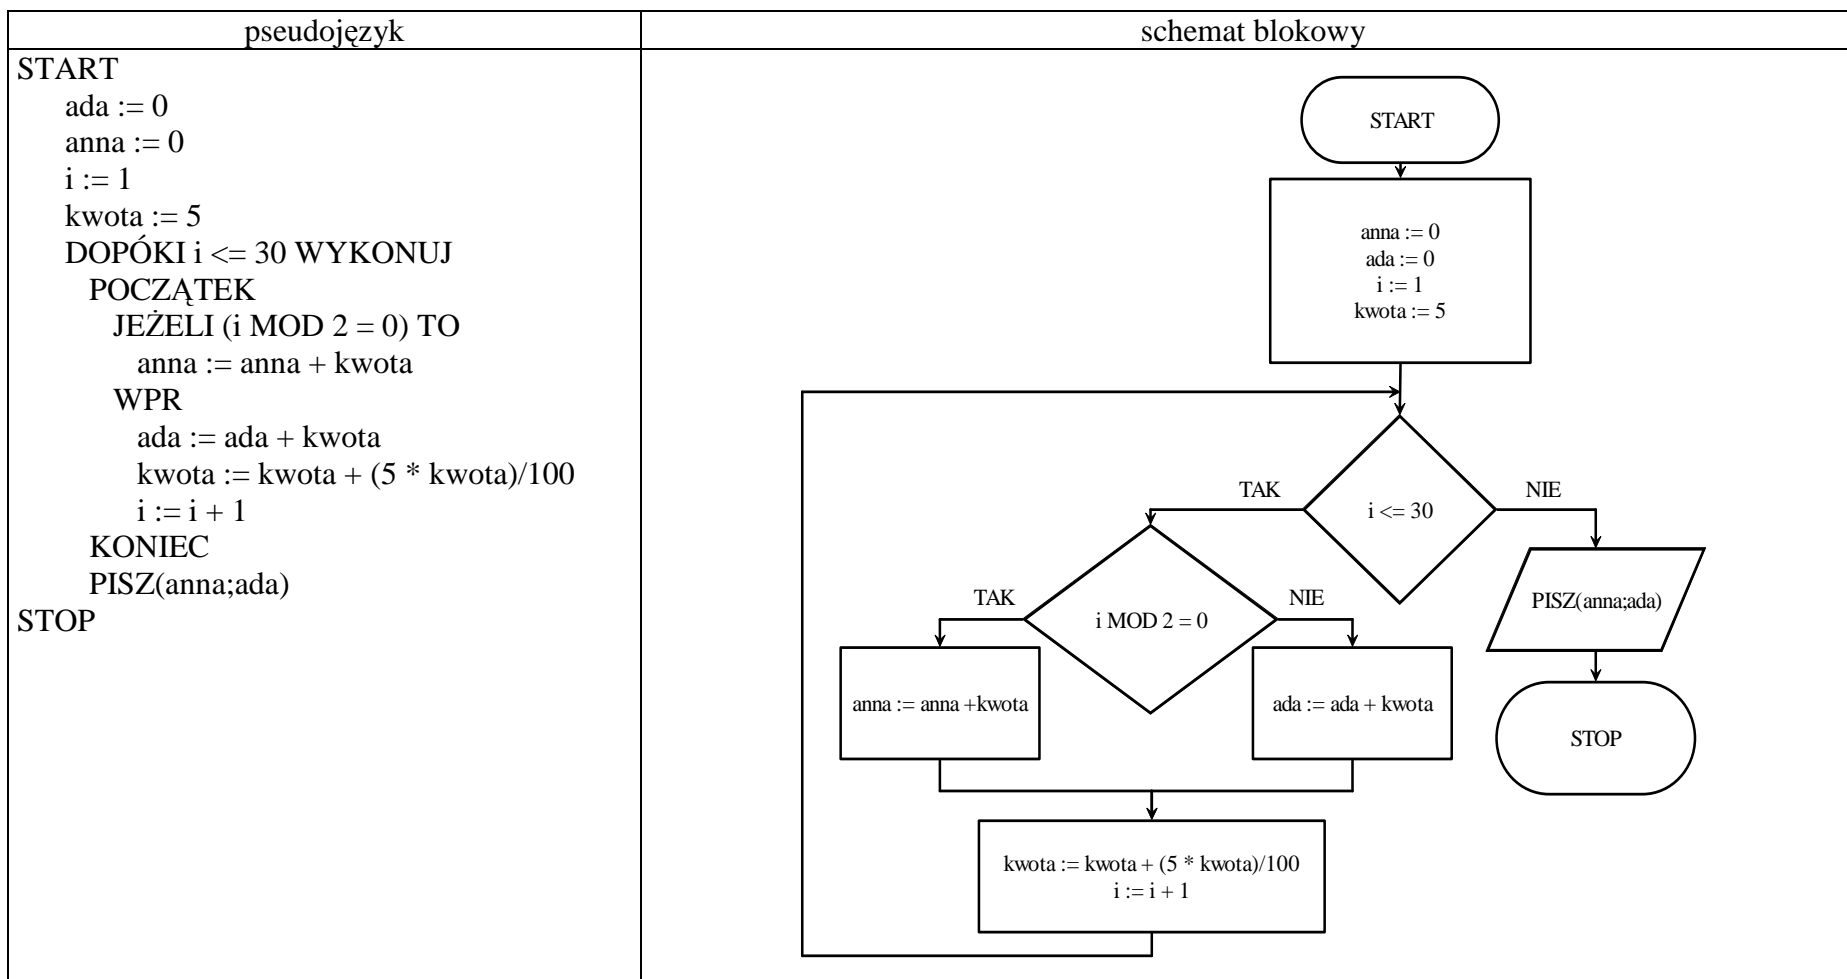 pseudojęzyk
schemat blokowy
START
ada := 0
anna := 0
i := 1
kwota := 5
DOPÓKI i <= 30 WYKONUJ
POCZĄTEK
JEŻELI (i MOD 2 = 0) TO
anna := anna + kwota
WPR
ada := ada + kwota
kwota := kwota + (5 * kwota)/100
i := i + 1
KONIEC
PISZ(anna;ada)
STOP
START
anna := 0
ada := 0
i := 1
kwota := 5
TAK
i <= 30
NIE
TAK
i MOD 2 = 0
NIE
PISZ(anna;ada)
anna := anna +kwota
ada := ada + kwota
STOP
kwota := kwota + (5 * kwota)/100
i := i + 1